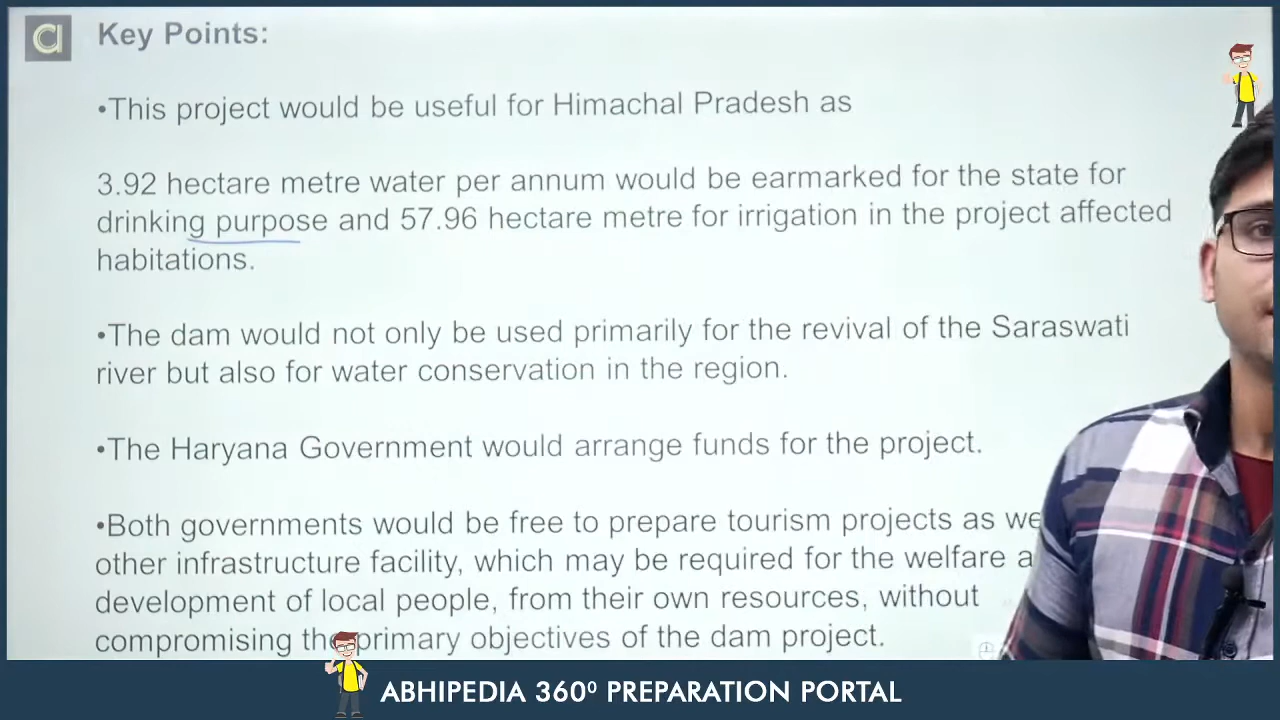 Key Points:
•This project would be useful for Himachal Pradesh as
3.92 hectare metre water per annum would be earmarked for the state for
drinking purpose and 57.96 hectare metre for irrigation in the project affected
habitations.
•The dam would not only be used primarily for the revival of the Saraswati
river but also for water conservation in the region.
•The Haryana Government would arrange funds for the project.
•Both governments would be free to prepare tourism projects as we
other infrastructure facility, which may be required for the welfare a
development of local people, from their own resources, without
compromising the primary objectives of the dam project.
ABHIPEDIA 360⁰ PREPARATION PORTAL